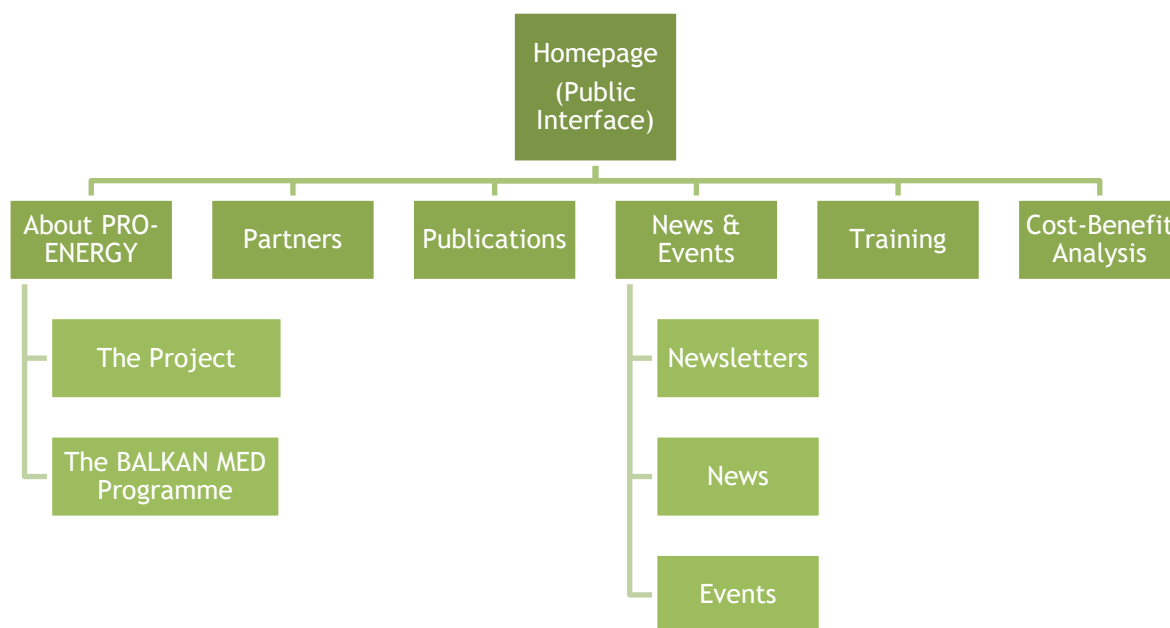 Homepage
(Public
Interface)
About PRO-
ENERGY
Partners
Publications
News &
Events
Training
Cost-Benefit
Analysis
The Project
The BALKAN MED
Programme
Newsletters
News
Events